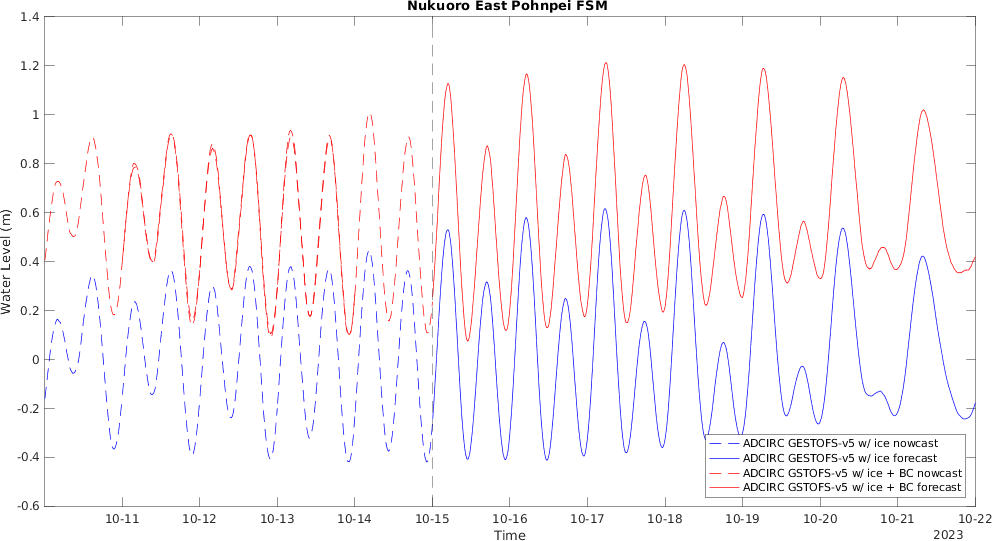 Nukuoro East Pohnpei FSM
Water Level (m)
1.4
1.2
1
0.8
0.6
0.4
0.2
0
-0.2
-0.4
-0.6
ADCIRC GESTOFS-v5 w/ ice nowcast
ADCIRC GESTOFS-v5 w/ ice forecast
ADCIRC GSTOFS-v5 w/ ice + BC nowcast
ADCIRC GSTOFS-v5 w/ ice + BC forecast
10-11 10-12 10-13 10-14 10-15 10-16 10-17 10-18 10-19 10-20 10-21 10-22
Time 2023